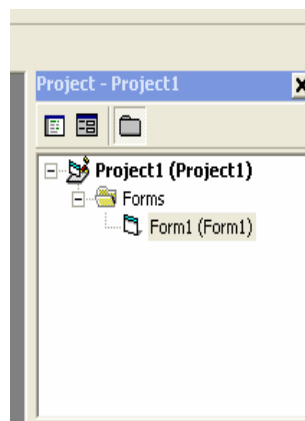 Project - Project1
Project1 (Project1)
Forms
Form1 (Form1)